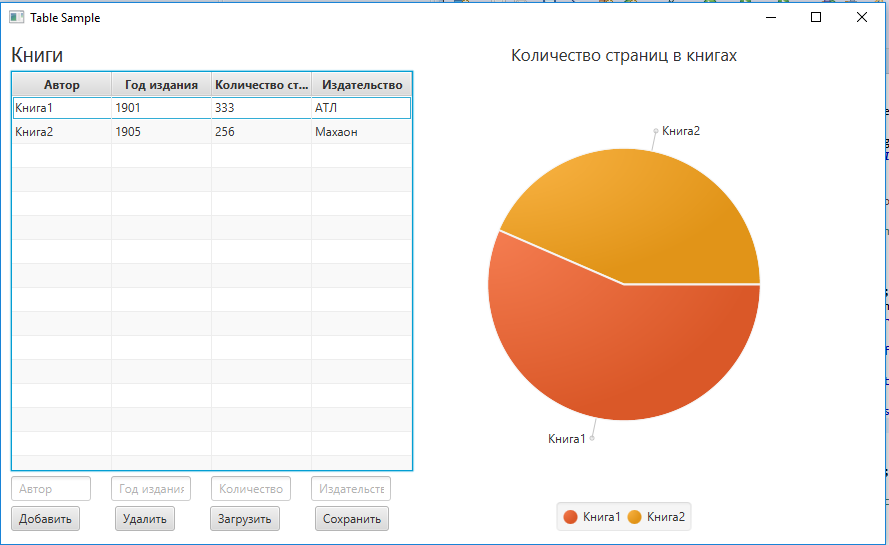 Table Sample
Книги
Автор Год издания Количество ст... Издательство
Книга1 1901 333 АТЛ
Книга2 1905 256 Махаон
Автор Год издания Количество Издательств
Добавить Удалить Загрузить Сохранить
Количество страниц в книгах
Книга2
Книга1
Книга1 Книга2